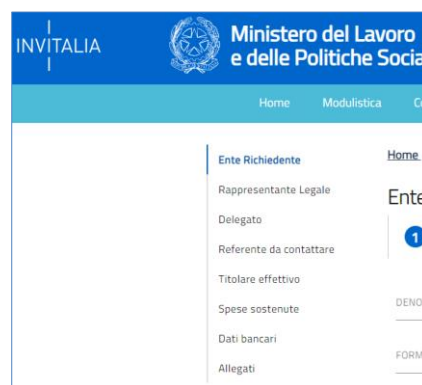 INVITALIA
Ministero del Lavoro
e delle Politiche Socia
Home Modulistica C
Ente Richiedente
Rappresentante Legale
Delegato
Referente da contattare
Titolare effettivo
Spese sostenute
Dati bancari
Allegati
Home
Ente
1
DENO
FORM